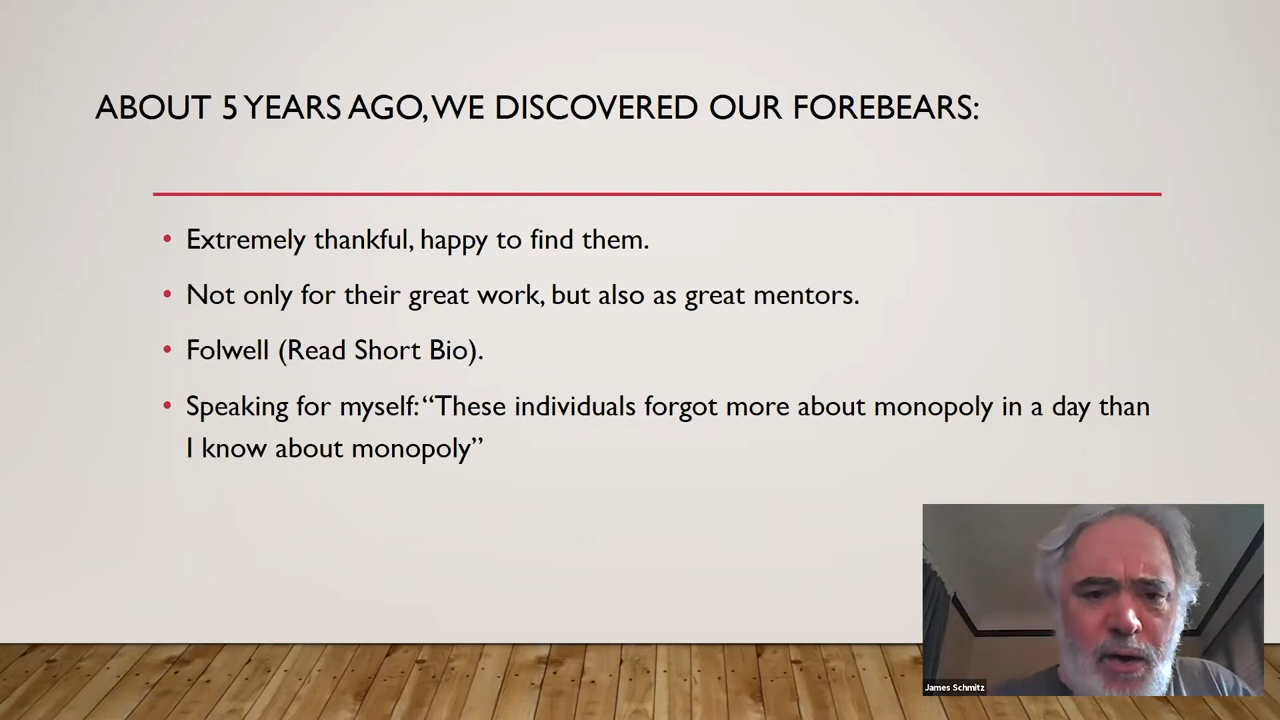 ABOUT 5 YEARS AGO, WE DISCOVERED OUR FOREBEARS:
• Extremely thankful, happy to find them.
• Not only for their great work, but also as great mentors.
• Folwell (Read Short Bio).
• Speaking for myself: “These individuals forgot more about monopoly in a day than
I know about monopoly”
James Schmitz